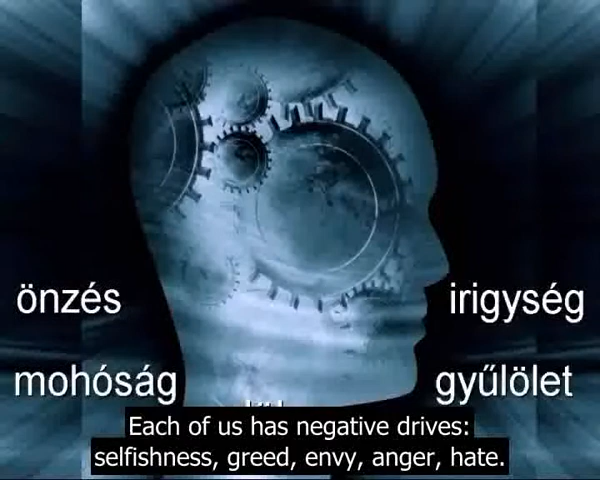 önzés
irigység
mohóság
gyűlölet
Each of us has negative drives:
selfishness, greed, envy, anger, hate.